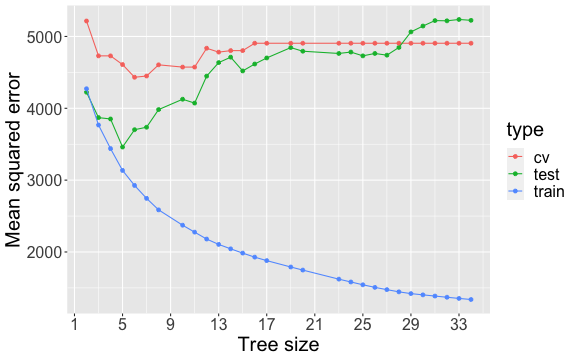 Mean squared error
5000
4000
3000
2000
1 5 9 13 17 21 25 29 33
Tree size
type
cv
test
train